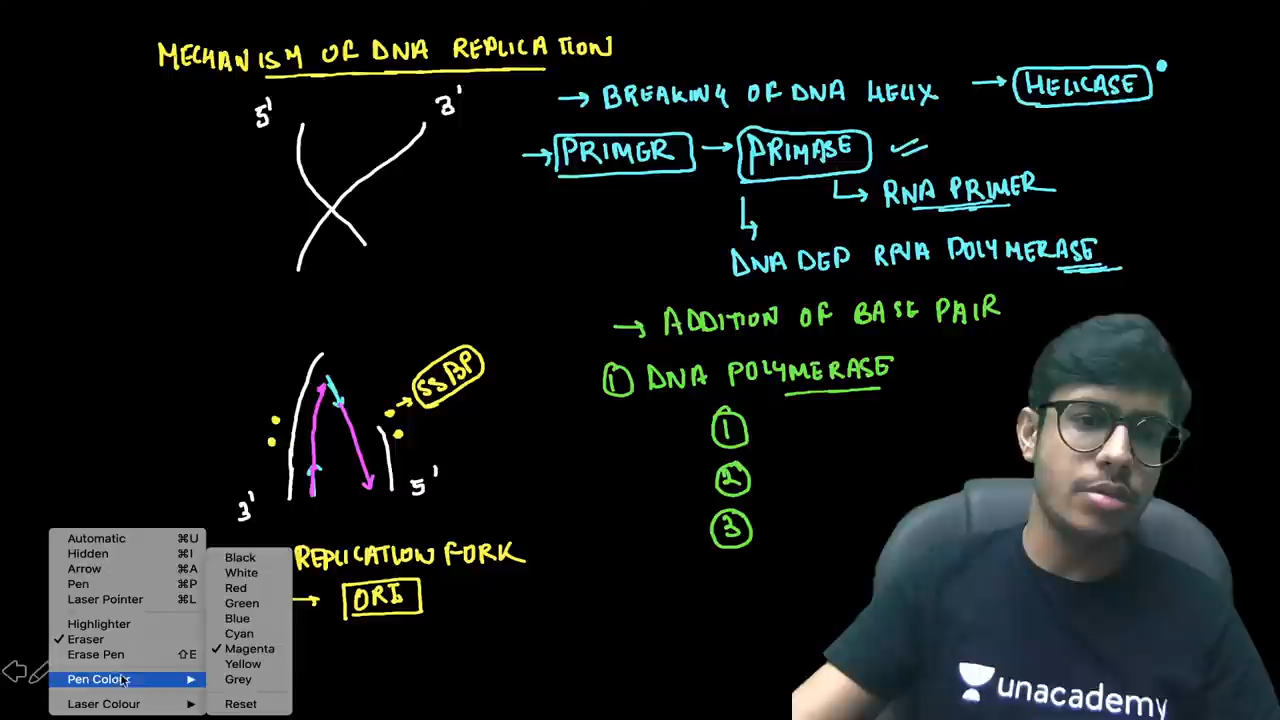 MECHANISM OF DNA REPLICATION
5' 3'
→ BREAKING OF DNA HELIX → HELICASE
→ PRIMER → PRIMASE
↳ RNA PRIMER
↳ DNA DEP RNA POLYMERASE
→ ADDITION OF BASE PAIR
① DNA POLYMERASE
①
②
③
SSBP
3' 5'
REPLICATION FORK
→ ORI
Automatic ⌘U
Hidden ⌘I
Arrow ⌘A
Pen ⌘P
Laser Pointer ⌘L
Highlighter
✓ Eraser
Erase Pen ⇧E
Pen Colour
Laser Colour
Black
White
Red
Green
Blue
Cyan
✓ Magenta
Yellow
Grey
Reset
unacademy